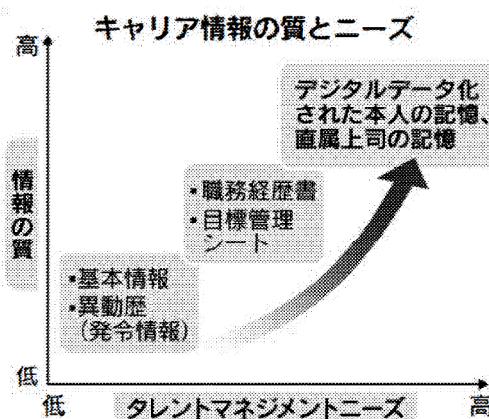 キャリア情報の質とニーズ
高
デジタルデータ化
された本人の記憶、
直属上司の記憶
・職務経歴書
・目標管理
シート
情報の質
・基本情報
・異動歴
(発令情報)
低
低
タレントマネジメントニーズ
高